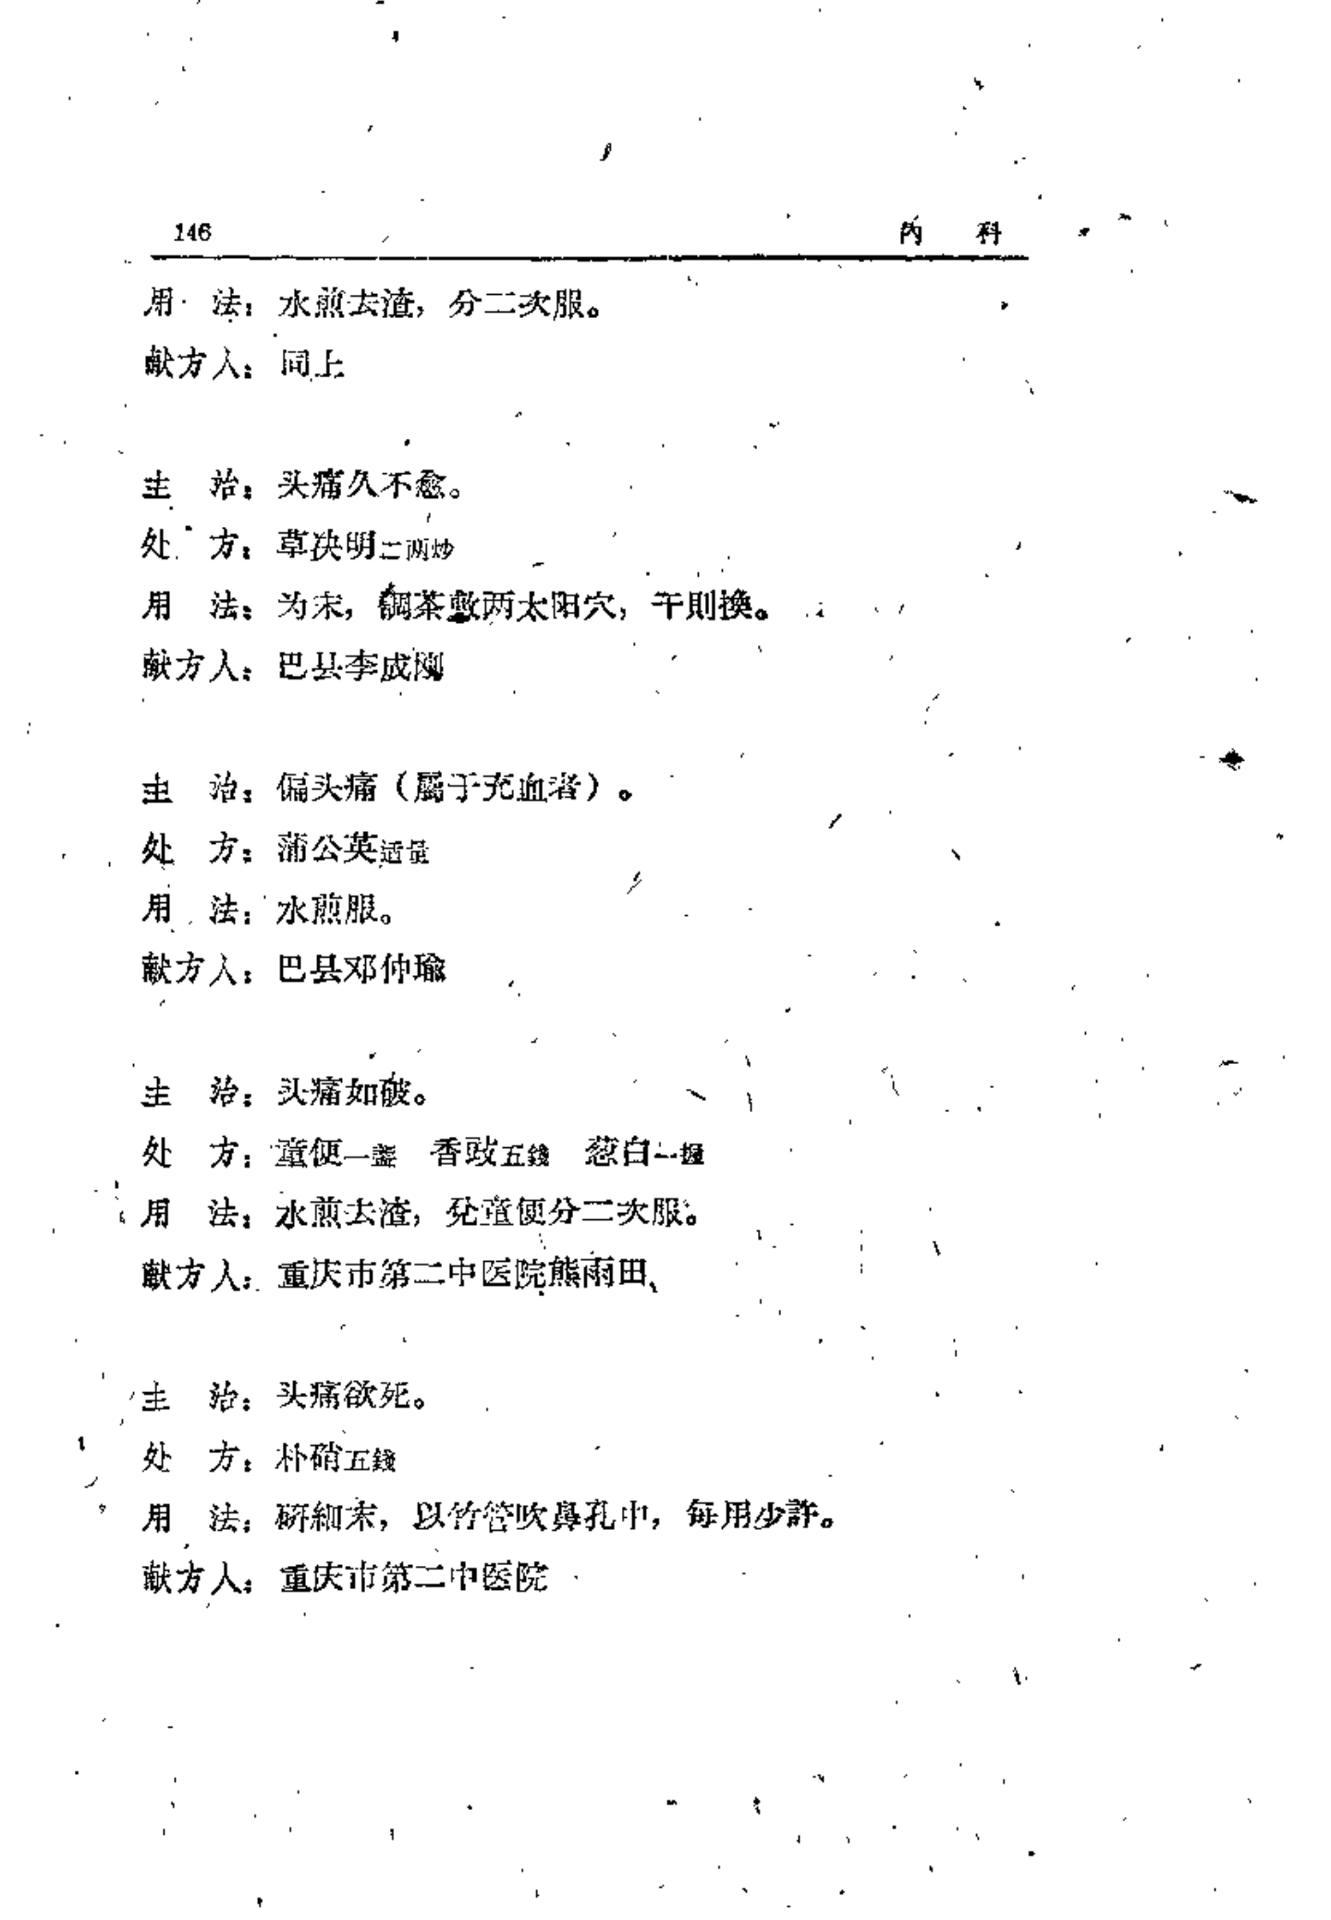 146 内 科
用 法：水煎去渣，分二次服。
献方人：同上
主 治：头痛久不愈。
处 方：草决明二两炒
用 法：为末，調茶敷两太阳穴，干則換。
献方人：巴县李成刚
主 治：偏头痛（屬于充血者）。
处 方：蒲公英适量
用 法：水煎服。
献方人：巴县邓仲瑜
主 治：头痛如破。
处 方：童便一盞 香豉五錢 葱白一握
用 法：水煎去渣，兌童便分二次服。
献方人：重庆市第二中医院熊雨田
主 治：头痛欲死。
处 方：朴硝五錢
用 法：研細末，以竹管吹鼻孔中，每用少許。
献方人：重庆市第二中医院